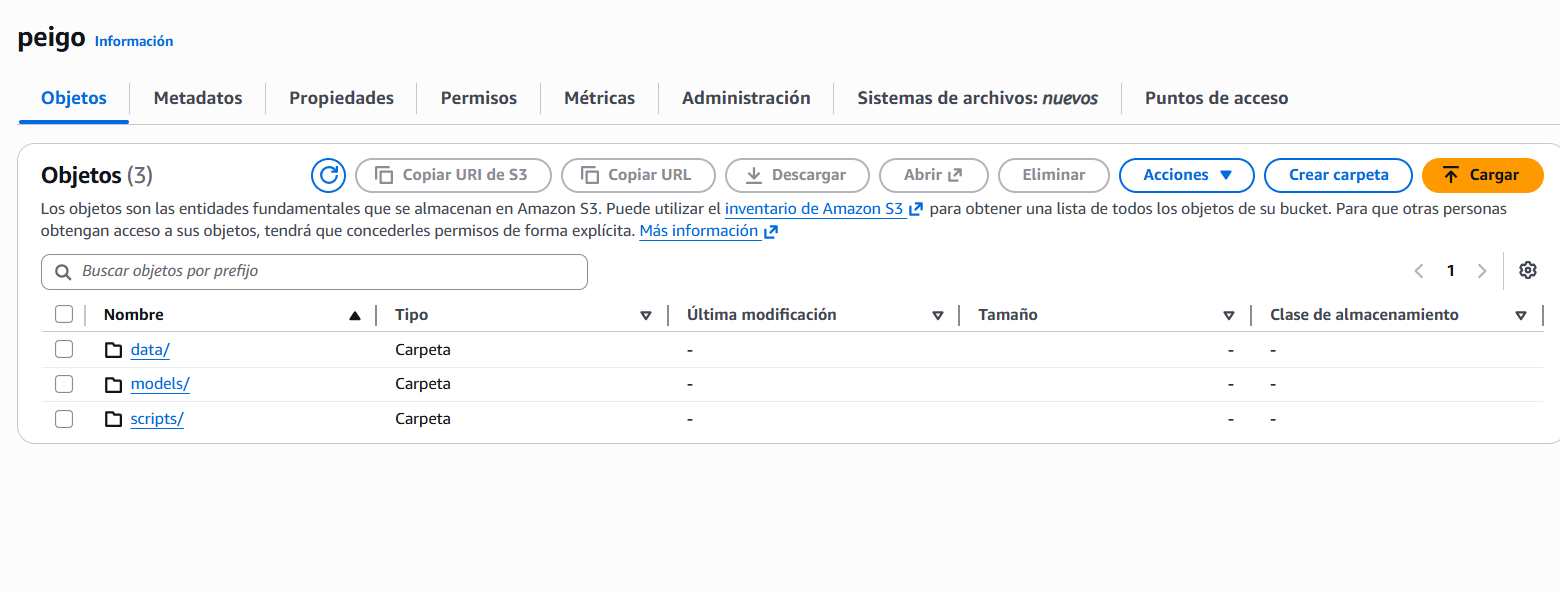 peigo Información
Objetos Metadatos Propiedades Permisos Métricas Administración Sistemas de archivos: nuevos Puntos de acceso
Objetos (3) Copiar URI de S3 Copiar URL Descargar Abrir Eliminar Acciones Crear carpeta Cargar
Los objetos son las entidades fundamentales que se almacenan en Amazon S3. Puede utilizar el inventario de Amazon S3 para obtener una lista de todos los objetos de su bucket. Para que otras personas
obtengan acceso a sus objetos, tendrá que concederles permisos de forma explícita. Más información
Buscar objetos por prefijo 1
Nombre Tipo Última modificación Tamaño Clase de almacenamiento
data/ Carpeta - - -
models/ Carpeta - - -
scripts/ Carpeta - - -